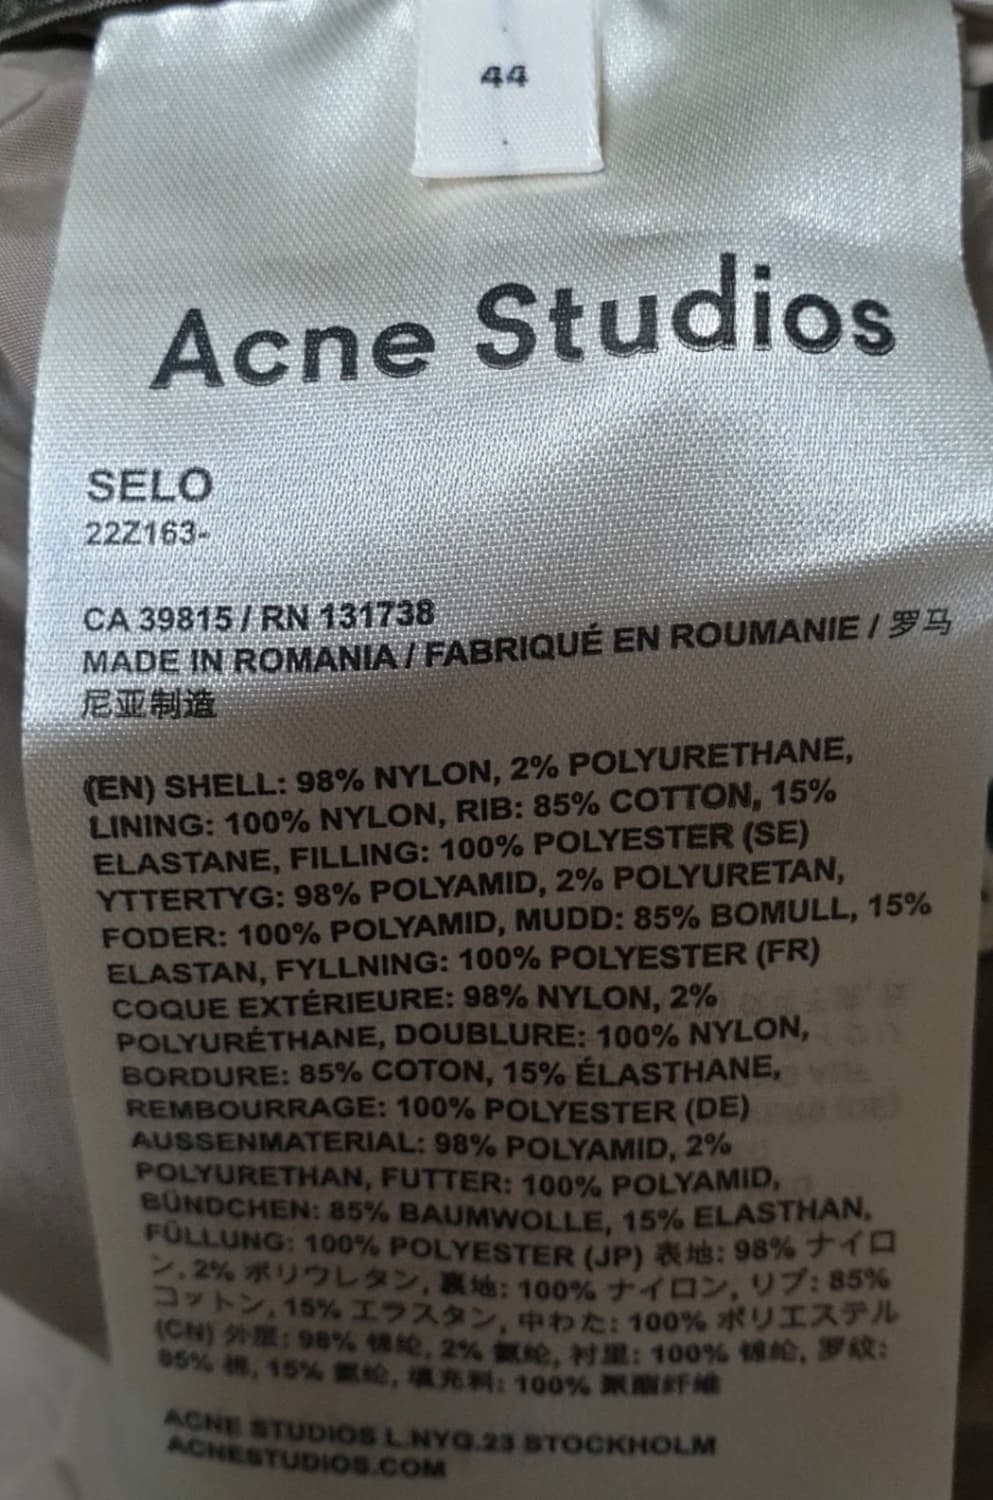 44
Acne Studios
SELO
22Z163-
CA 39815 / RN 131738
MADE IN ROMANIA / FABRIQUÉ EN ROUMANIE / 罗马
尼亚制造
(EN) SHELL: 98% NYLON, 2% POLYURETHANE,
LINING: 100% NYLON, RIB: 85% COTTON, 15%
ELASTANE, FILLING: 100% POLYESTER (SE)
YTTERTYG: 98% POLYAMID, 2% POLYURETAN,
FODER: 100% POLYAMID, MUDD: 85% BOMULL, 15%
ELASTAN, FYLLNING: 100% POLYESTER (FR)
COQUE EXTÉRIEURE: 98% NYLON, 2%
POLYURÉTHANE, DOUBLURE: 100% NYLON,
BORDURE: 85% COTON, 15% ÉLASTHANE,
REMBOURRAGE: 100% POLYESTER (DE)
AUSSENMATERIAL: 98% POLYAMID, 2%
POLYURETHAN, FUTTER: 100% POLYAMID,
BÜNDCHEN: 85% BAUMWOLLE, 15% ELASTHAN,
FÜLLUNG: 100% POLYESTER (JP) 表地: 98% ナイロ
ン, 2% ポリウレタン, 裏地: 100% ナイロン, リブ: 85%
コットン, 15% エラスタン, 中わた: 100% ポリエステル
(CN) 外层: 98% 锦纶, 2% 氨纶, 衬里: 100% 锦纶, 罗纹:
85% 棉, 15% 氨纶, 填充料: 100% 聚酯纤维
ACNE STUDIOS L.NYG.23 STOCKHOLM
ACNESTUDIOS.COM